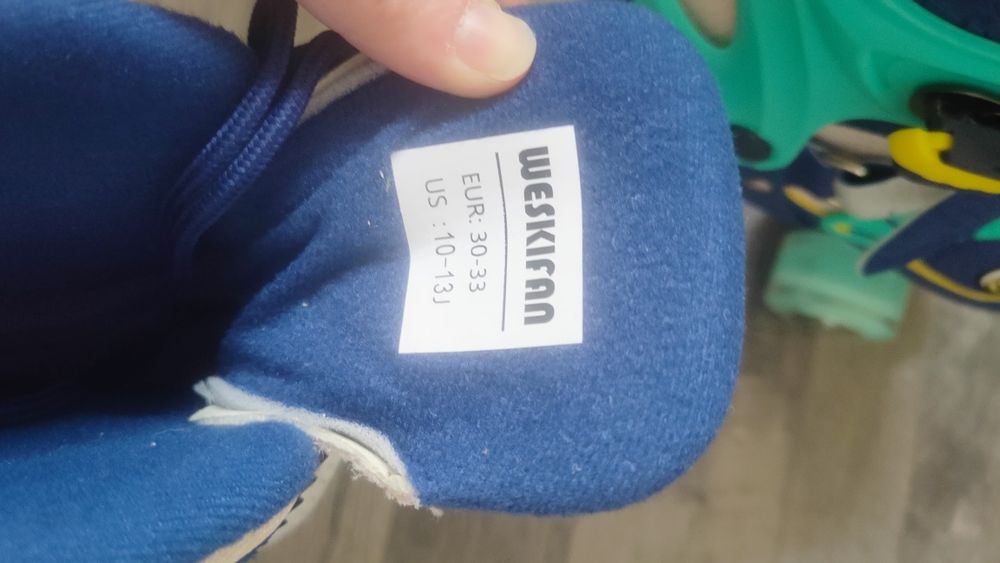 WESKIFAN
EUR: 30-33
US : 10-13J